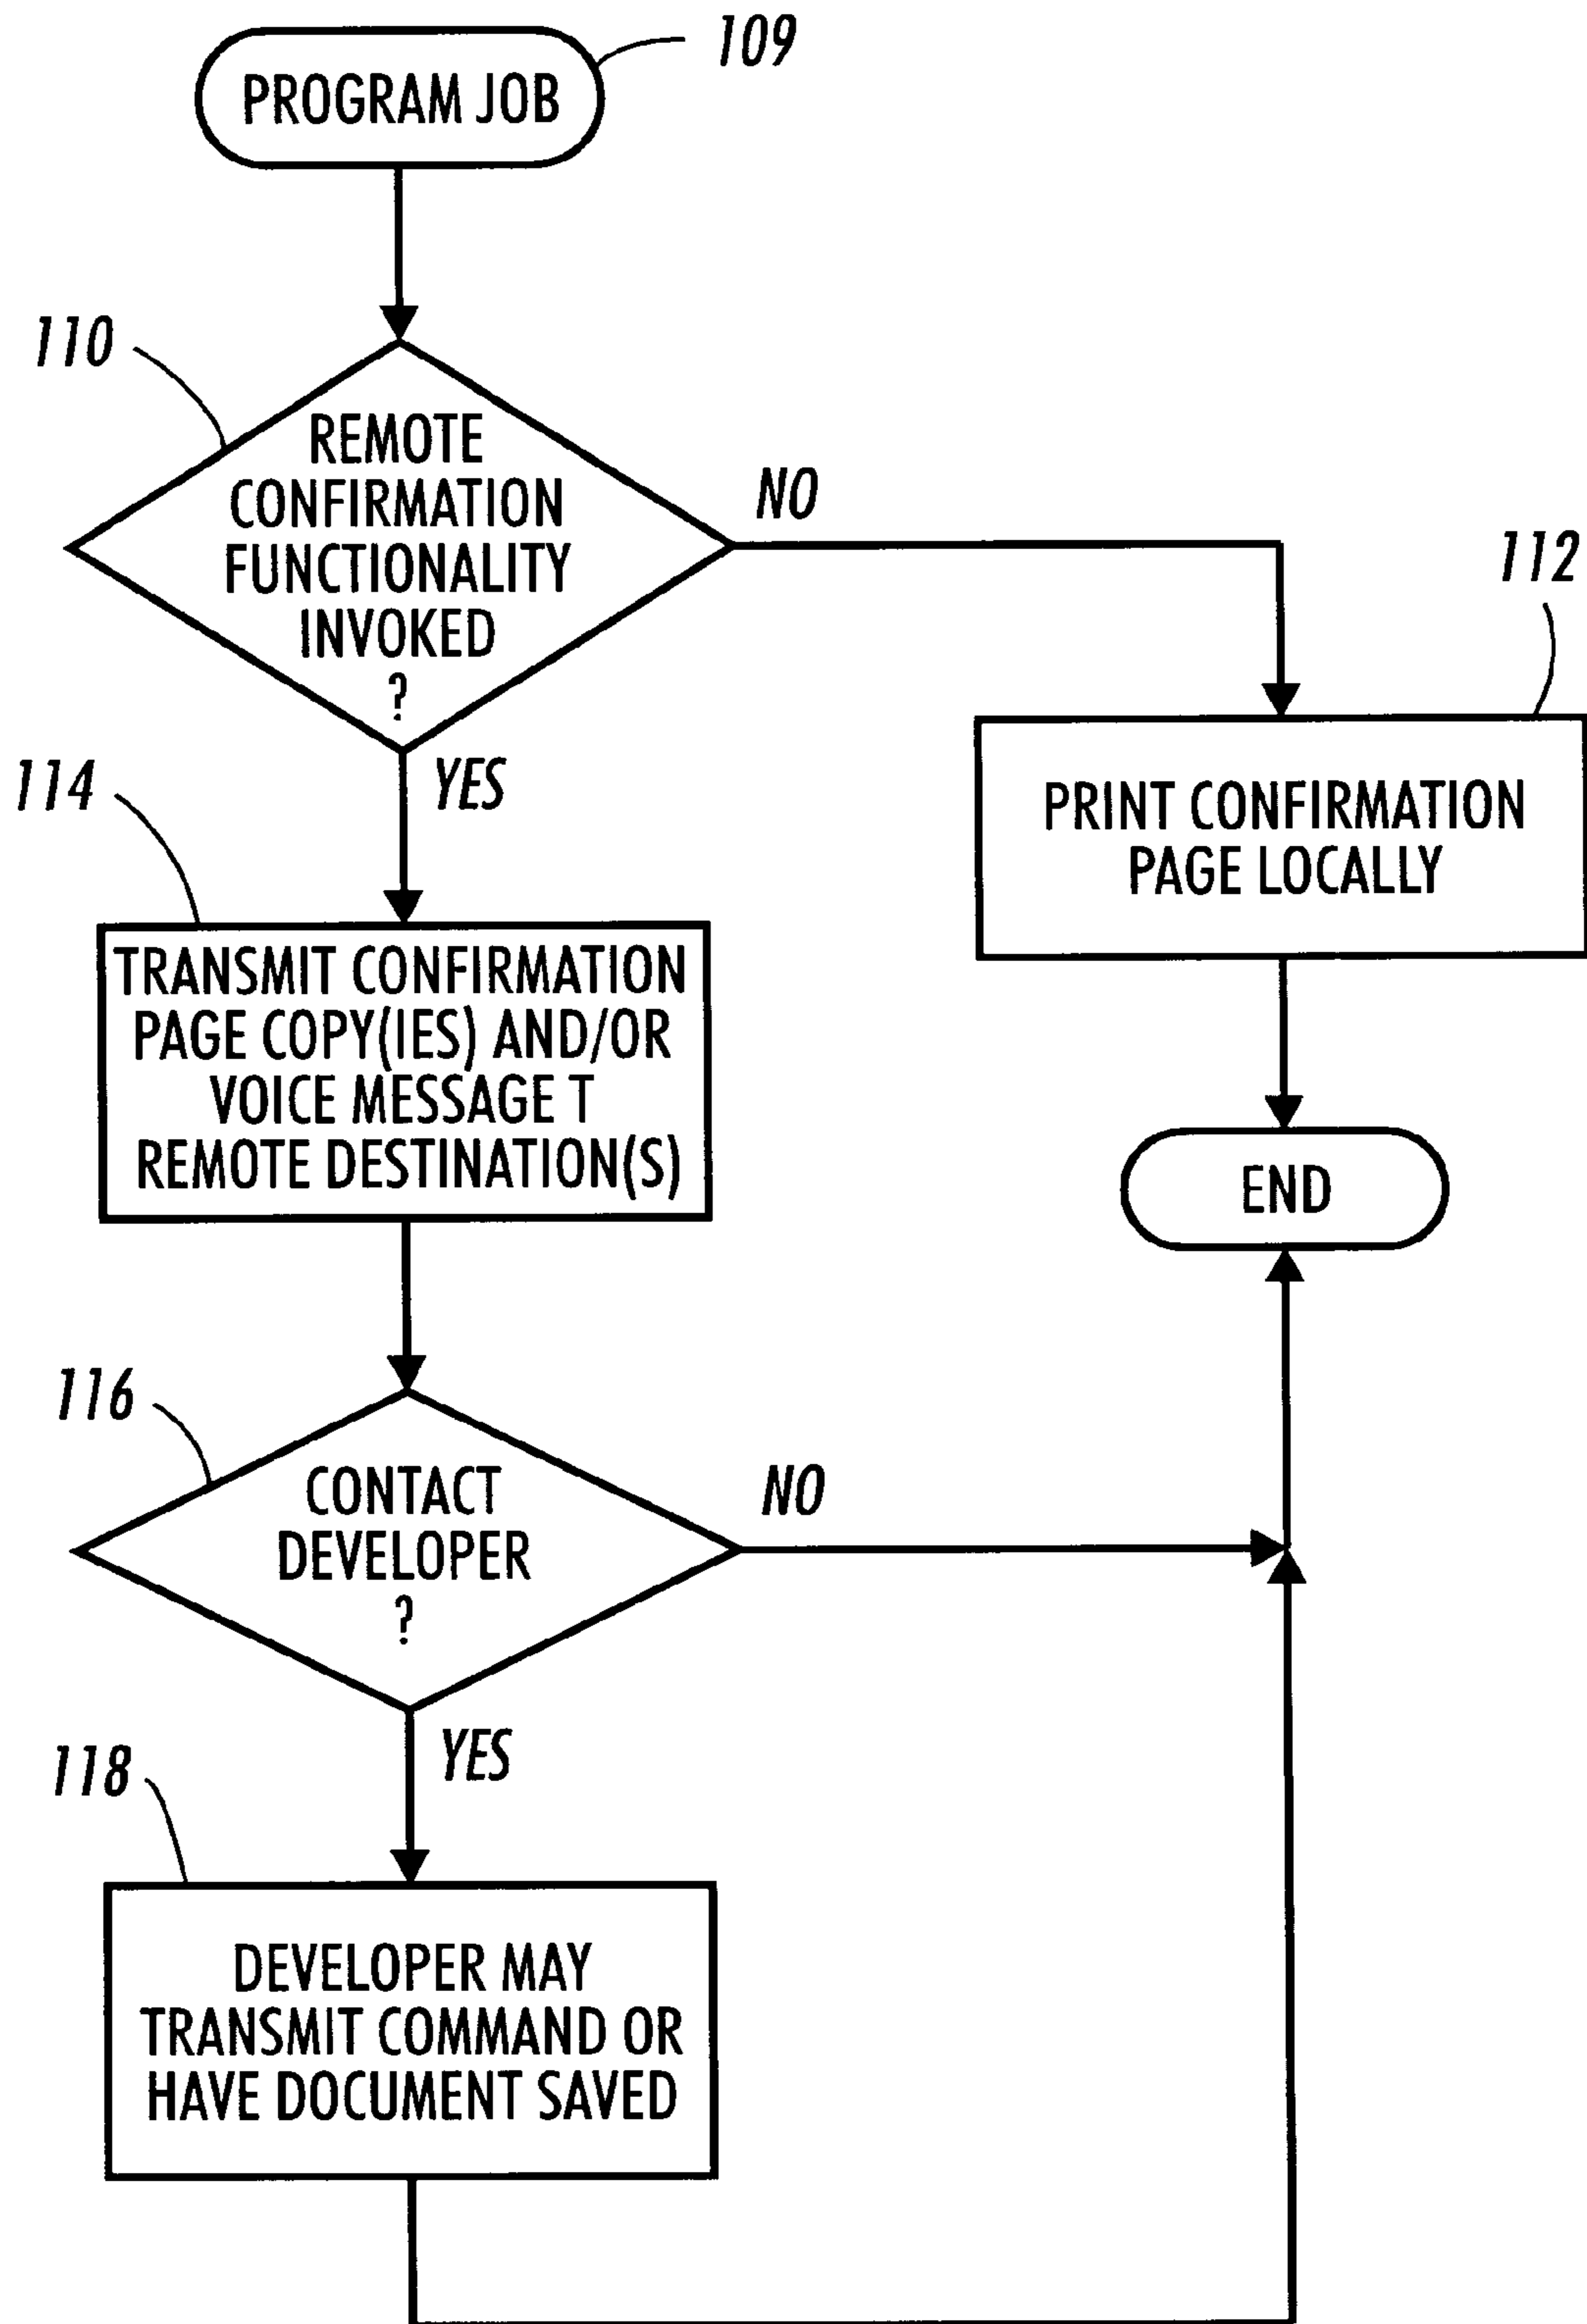 109
PROGRAM JOB
110
REMOTE
CONFIRMATION
FUNCTIONALITY
INVOKED
?
NO
112
YES
PRINT CONFIRMATION
PAGE LOCALLY
114
TRANSMIT CONFIRMATION
PAGE COPY(IES) AND/OR
VOICE MESSAGE T
REMOTE DESTINATION(S)
END
116
CONTACT
DEVELOPER
?
NO
YES
118
DEVELOPER MAY
TRANSMIT COMMAND OR
HAVE DOCUMENT SAVED